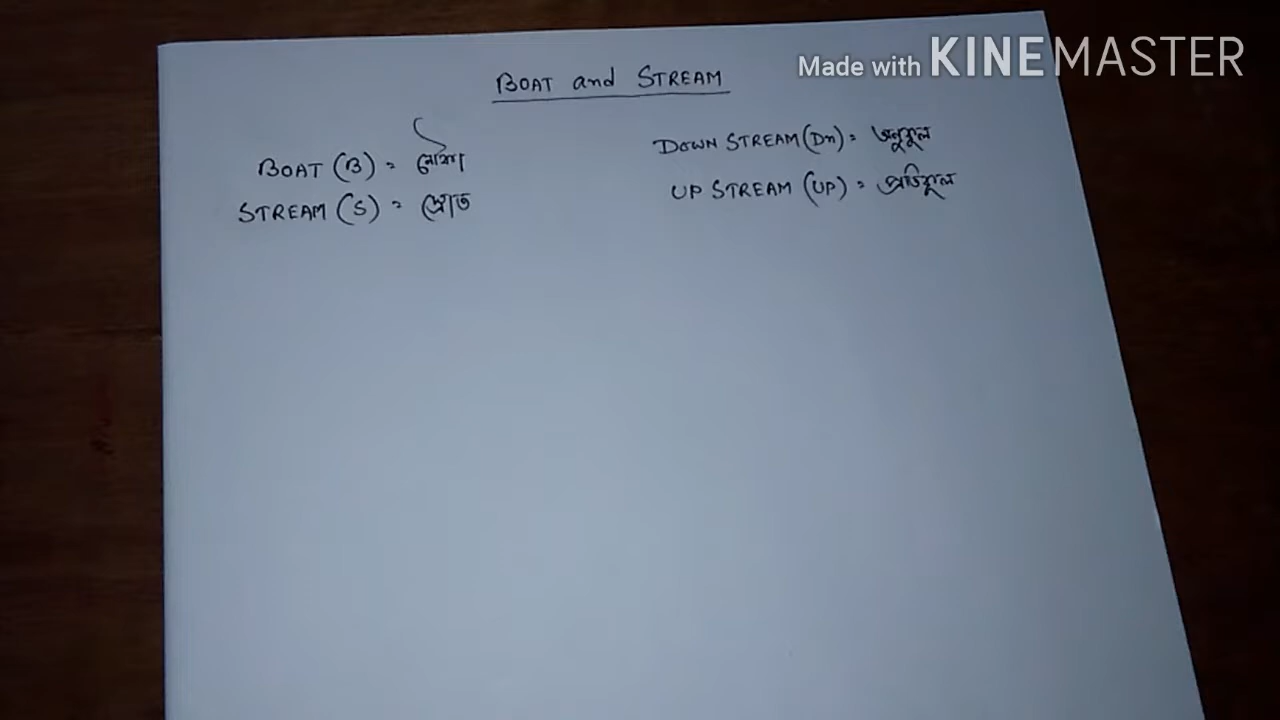 Made with KINEMASTER
BOAT and STREAM
BOAT (B) = নৌকা
STREAM (S) = স্রোত
DOWN STREAM (Dn) = অনুকূল
UP STREAM (UP) = প্রতিকূল